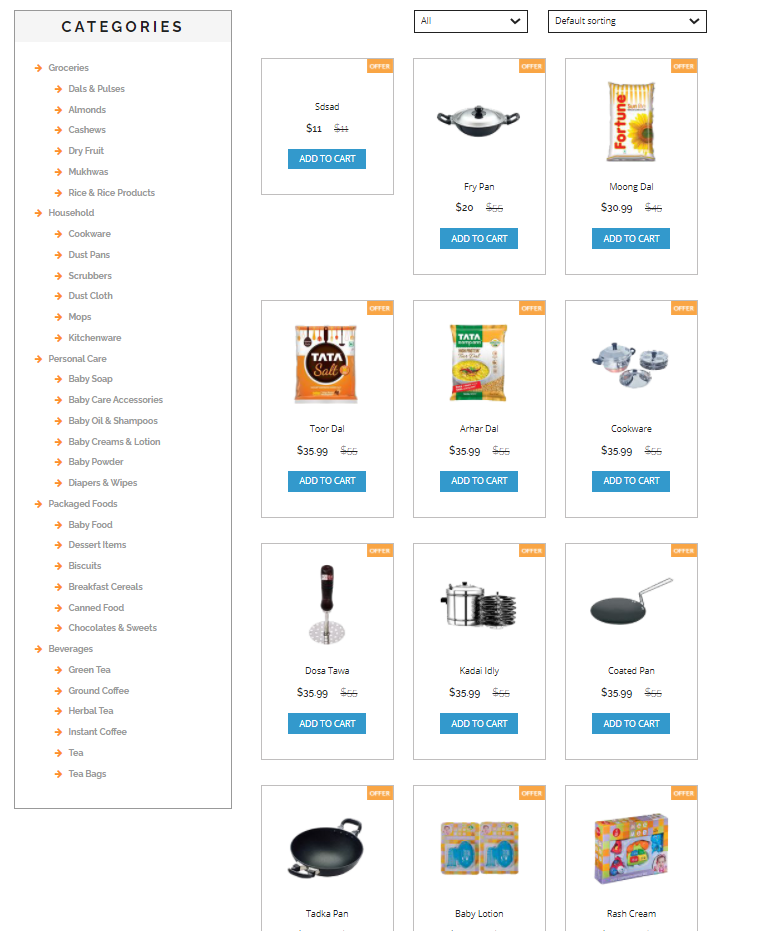 CATEGORIES
Groceries
Dals & Pulses
Almonds
Cashews
Dry Fruit
Mukhwas
Rice & Rice Products
Household
Cookware
Dust Pans
Scrubbers
Dust Cloth
Mops
Kitchenware
Personal Care
Baby Soap
Baby Care Accessories
Baby Oil & Shampoos
Baby Creams & Lotion
Baby Powder
Diapers & Wipes
Packaged Foods
Baby Food
Dessert Items
Biscuits
Breakfast Cereals
Canned Food
Chocolates & Sweets
Beverages
Green Tea
Ground Coffee
Herbal Tea
Instant Coffee
Tea
Tea Bags
All
Default sorting
OFFER
Sdsad
$11 $11
ADD TO CART
OFFER
Fry Pan
$20 $55
ADD TO CART
OFFER
Fortune
Moong Dal
$30.99 $45
ADD TO CART
OFFER
TATA
Salt
Toor Dal
$35.99 $55
ADD TO CART
OFFER
TATA
Arhar Dal
$35.99 $55
ADD TO CART
OFFER
Cookware
$35.99 $55
ADD TO CART
OFFER
Dosa Tawa
$35.99 $55
ADD TO CART
OFFER
Kadai Idly
$35.99 $55
ADD TO CART
OFFER
Coated Pan
$35.99 $55
ADD TO CART
OFFER
Tadka Pan
OFFER
Baby Lotion
OFFER
Rash Cream